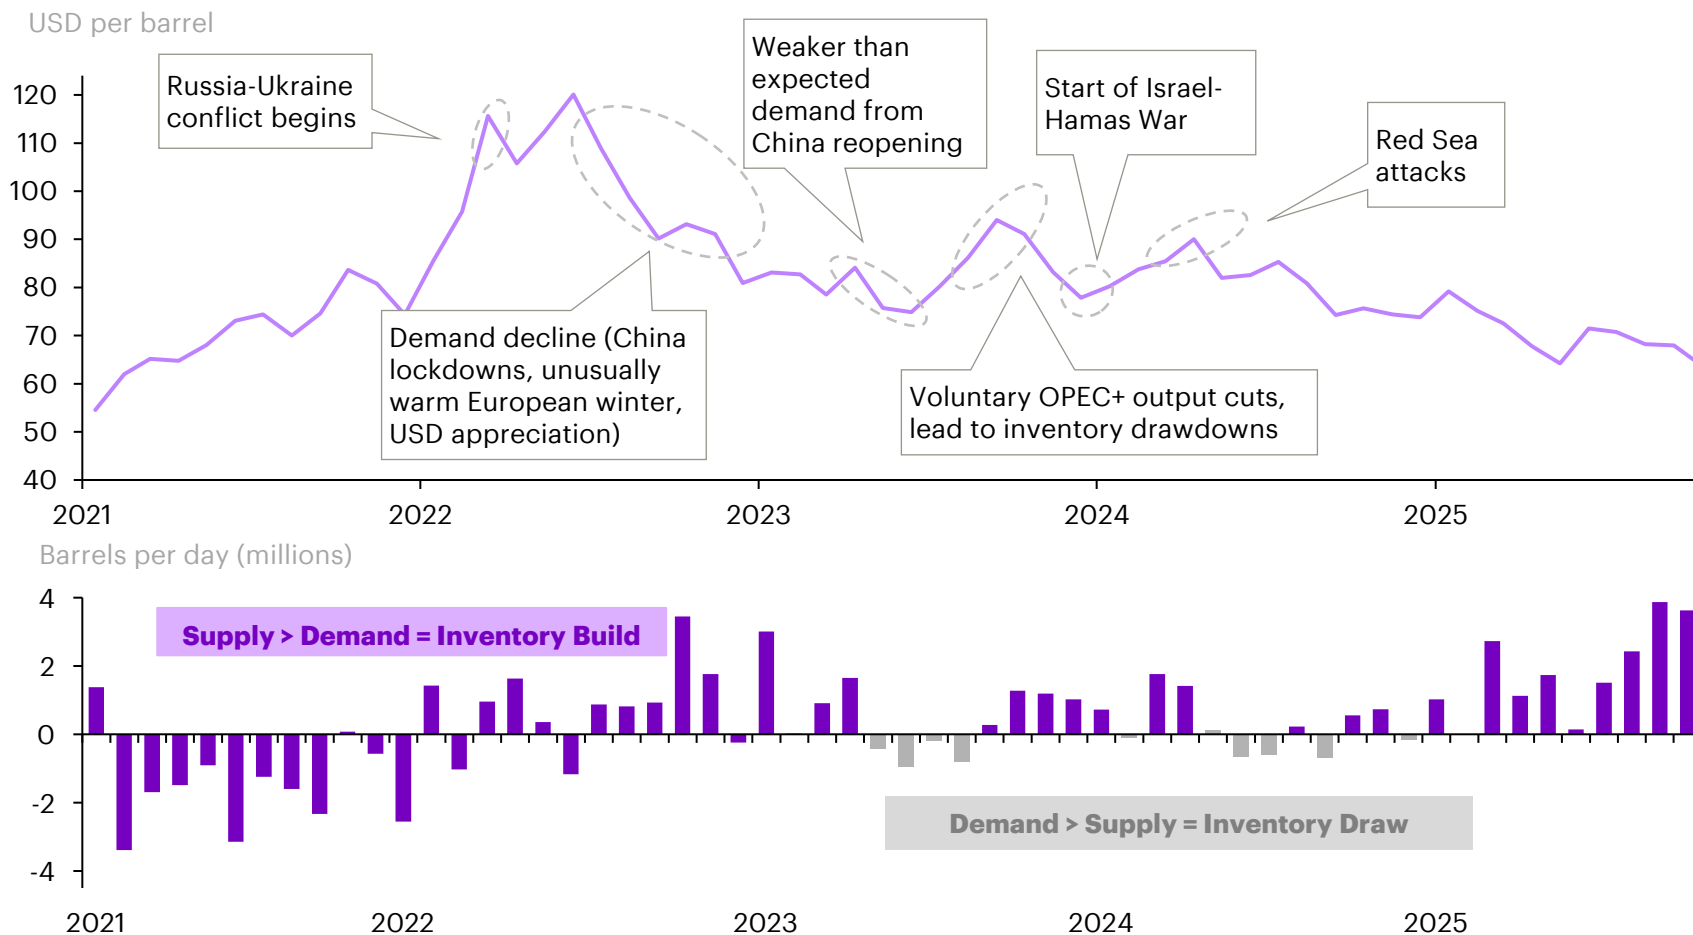 USD per barrel
Russia-Ukraine
conflict begins
Weaker than
expected
demand from
China reopening
Start of Israel-
Hamas War
Red Sea
attacks
120
110
100
90
80
70
60
50
40
Demand decline (China
lockdowns, unusually
warm European winter,
USD appreciation)
Voluntary OPEC+ output cuts,
lead to inventory drawdowns
2021 2022 2023 2024 2025
Barrels per day (millions)
4
2
0
-2
-4
Supply > Demand = Inventory Build
Demand > Supply = Inventory Draw
2021 2022 2023 2024 2025